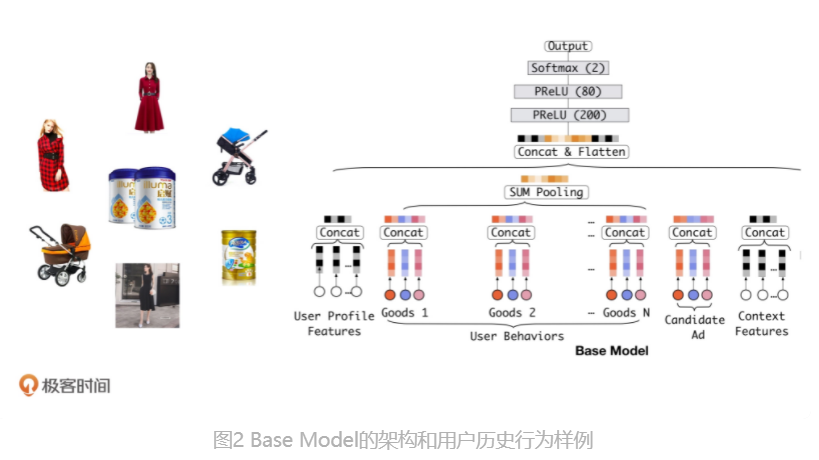 Output
Softmax (2)
PReLU (80)
PReLU (200)
Concat & Flatten
SUM Pooling
Concat Concat Concat ... Concat Concat Concat
...
... ... ... ...
User Profile Features
Goods 1 Goods 2 ... Goods N
User Behaviors
Candidate Ad
Context Features
Base Model
illuma
illuma
极客时间
图2 Base Model的架构和用户历史行为样例